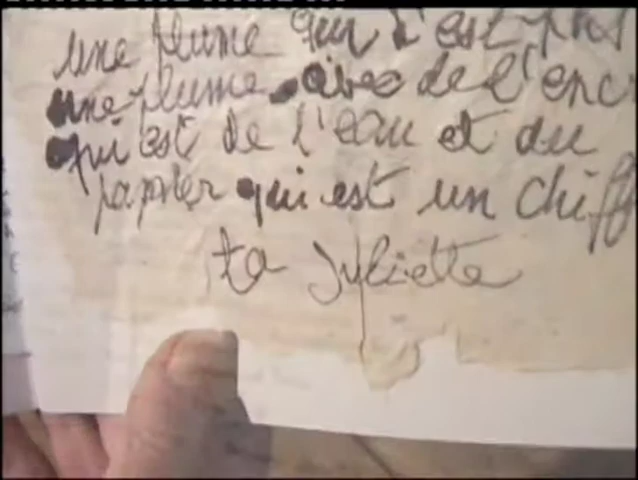 une plume qui n'est pas
une plume avec de l'enc
qui est de l'eau et du
papier qui est un chiff
ta Juliette